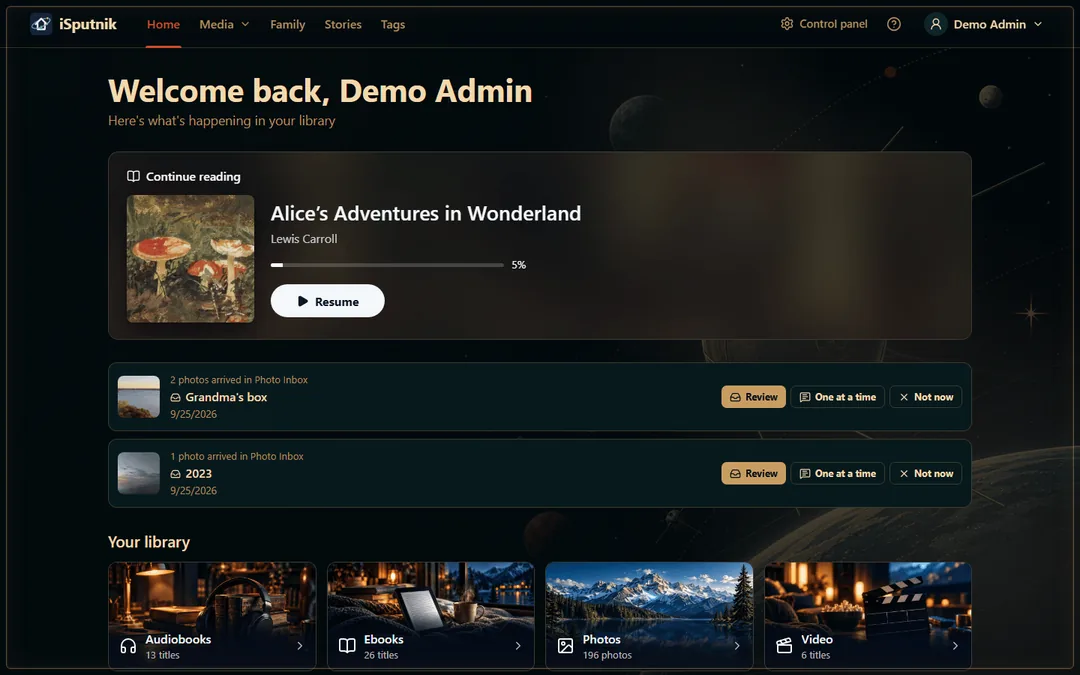 iSputnik
Home
Media
Family
Stories
Tags
Control panel
Demo Admin
Welcome back, Demo Admin
Here's what's happening in your library
Continue reading
Alice’s Adventures in Wonderland
Lewis Carroll
5%
Resume
2 photos arrived in Photo Inbox
Grandma's box
9/25/2026
Review
One at a time
Not now
1 photo arrived in Photo Inbox
2023
9/25/2026
Review
One at a time
Not now
Your library
Audiobooks
13 titles
Ebooks
26 titles
Photos
196 photos
Video
6 titles